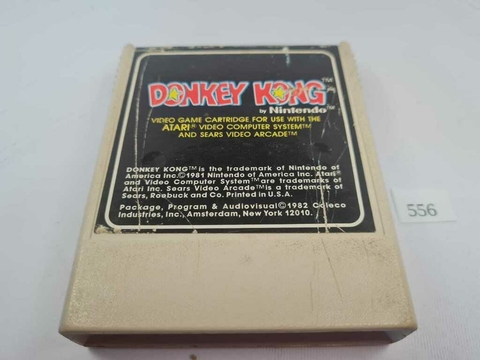 DONKEY KONG™
by Nintendo™
VIDEO GAME CARTRIDGE FOR USE WITH THE
ATARI® VIDEO COMPUTER SYSTEM™
AND SEARS VIDEO ARCADE™
DONKEY KONG™ is the trademark of Nintendo of
America Inc.©1981 Nintendo of America Inc. Atari®
and Video Computer System™ are trademarks of
Atari Inc. Sears Video Arcade™ is a trademark of
Sears, Roebuck and Co. Printed in U.S.A.
Package, Program & Audiovisual©1982 Coleco
Industries, Inc., Amsterdam, New York 12010.
556